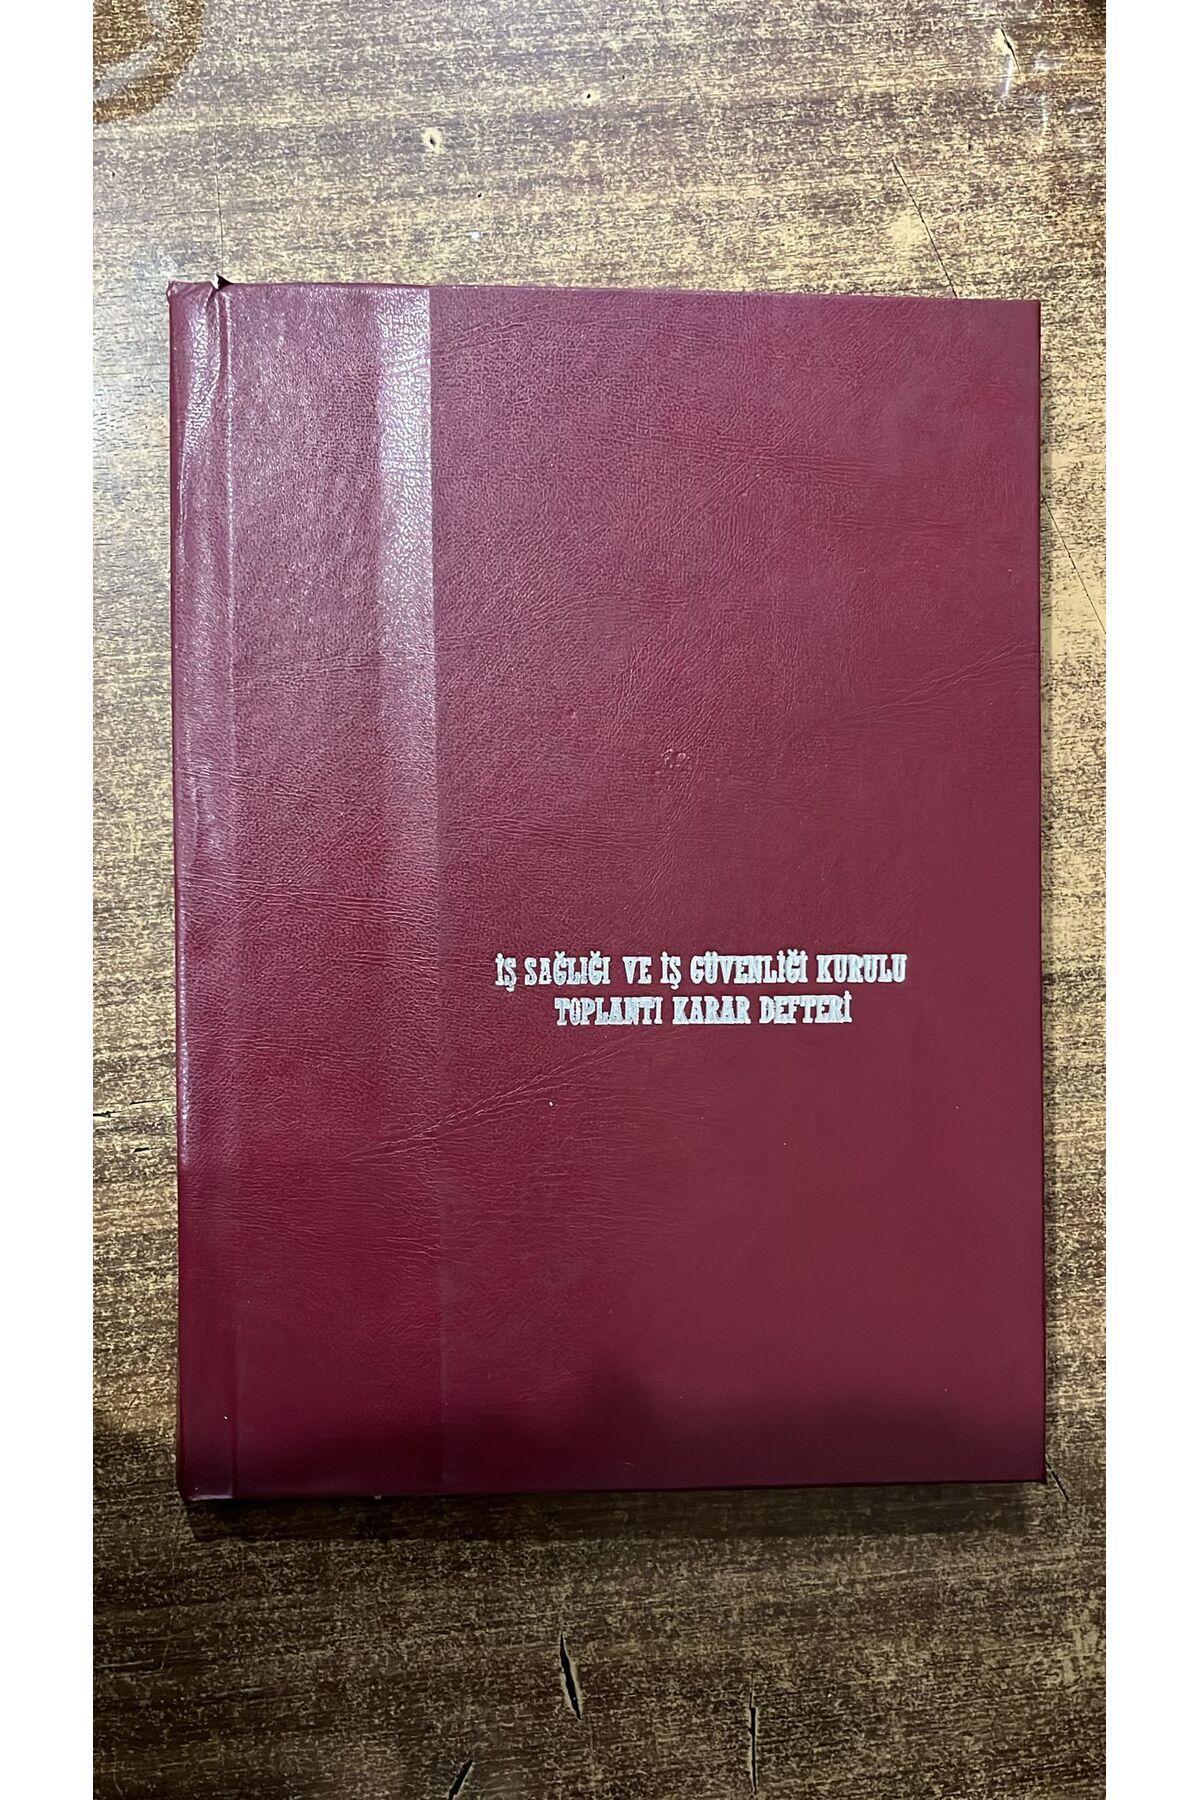 İŞ SAĞLIĞI VE İŞ GÜVENLİĞİ KURULU
TOPLANTI KARAR DEFTERİ